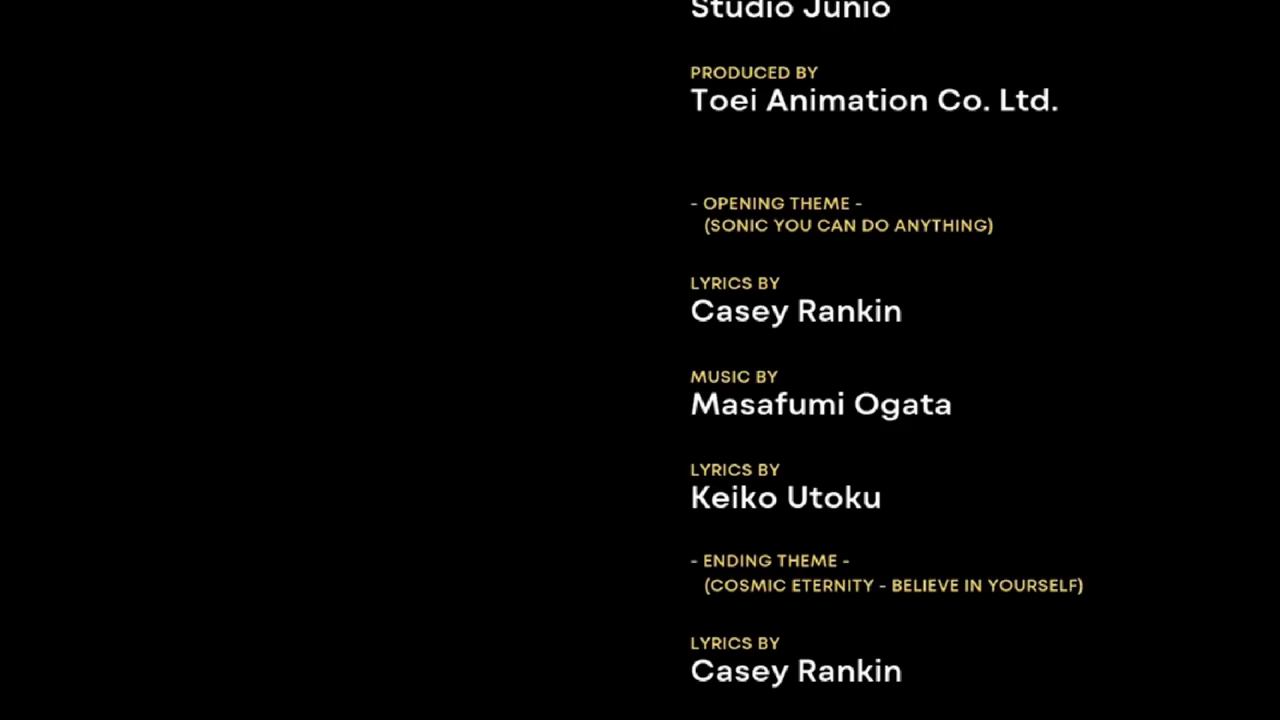 Studio Junio
PRODUCED BY
Toei Animation Co. Ltd.
- OPENING THEME -
(SONIC YOU CAN DO ANYTHING)
LYRICS BY
Casey Rankin
MUSIC BY
Masafumi Ogata
LYRICS BY
Keiko Utoku
- ENDING THEME -
(COSMIC ETERNITY - BELIEVE IN YOURSELF)
LYRICS BY
Casey Rankin